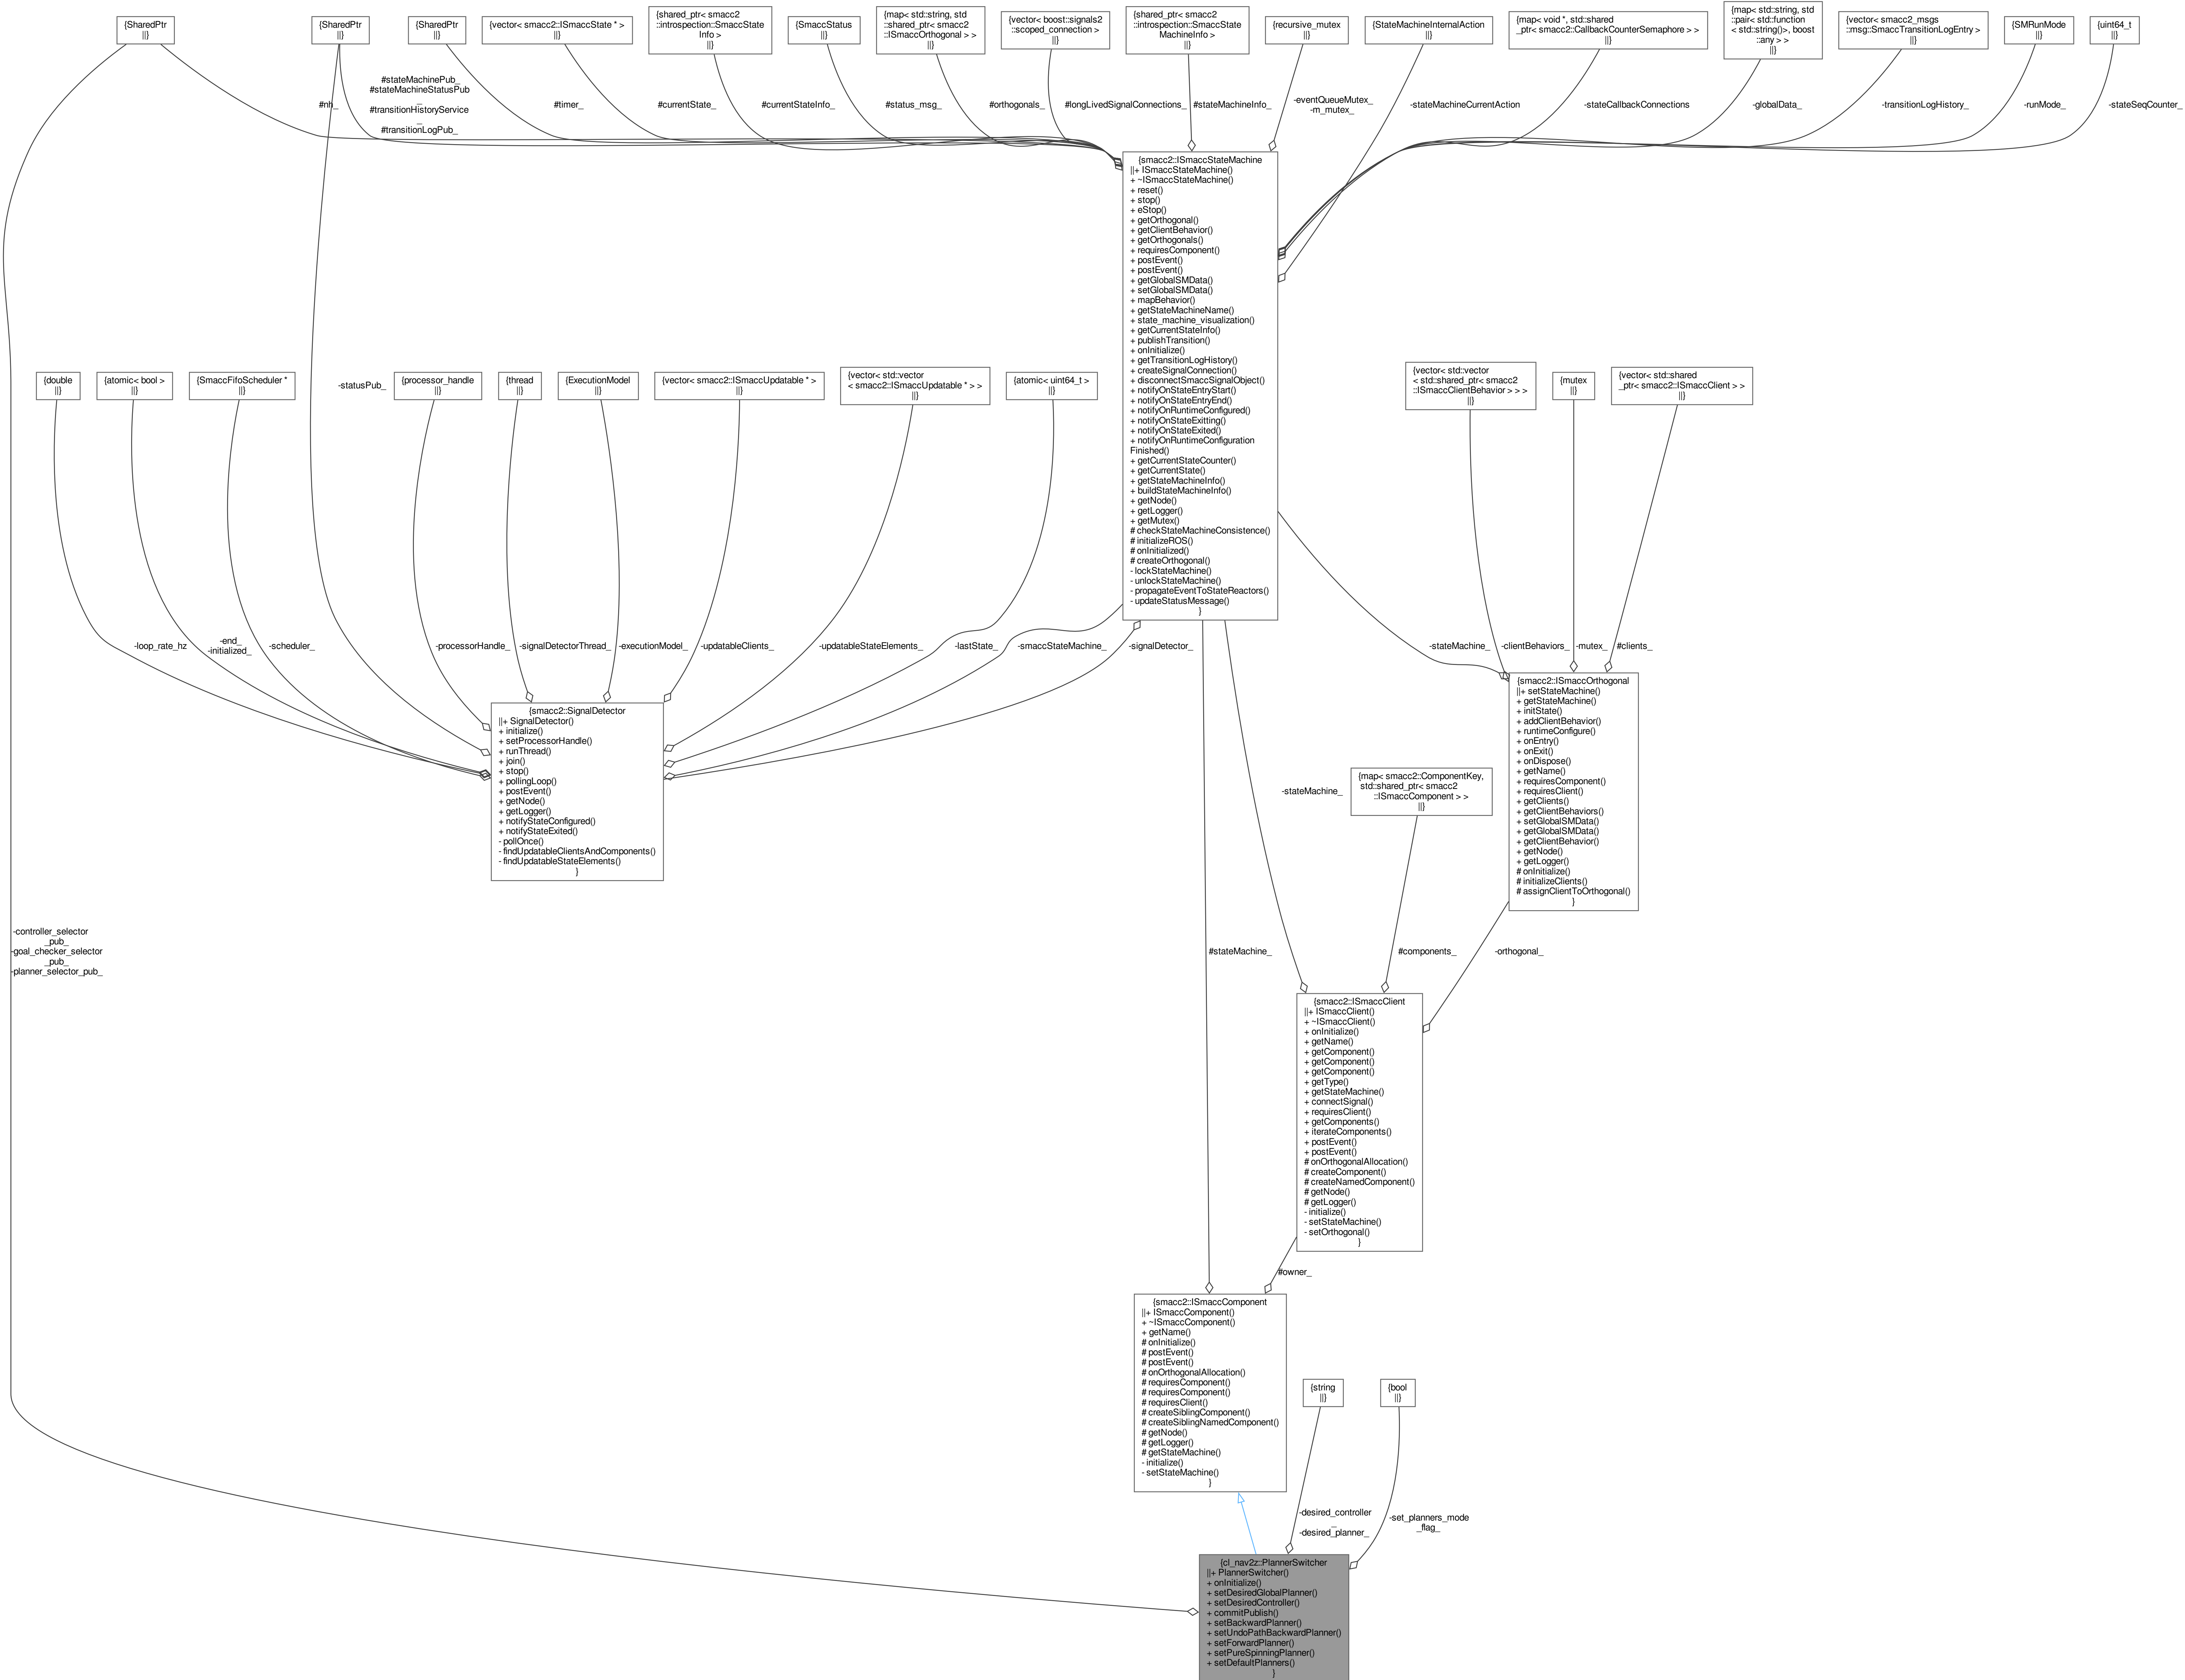 {SharedPtr
||}
{SharedPtr
||}
{SharedPtr
||}
{vector< smacc2::ISmaccState * >
||}
{shared_ptr< smacc2
::introspection::SmaccState
Info >
||}
{SmaccStatus
||}
{map< std::string, std
::shared_ptr< smacc2
::ISmaccOrthogonal > >
||}
{vector< boost::signals2
::scoped_connection >
||}
{shared_ptr< smacc2
::introspection::SmaccState
MachineInfo >
||}
{recursive_mutex
||}
{StateMachineInternalAction
||}
{map< void *, std::shared
_ptr< smacc2::CallbackCounterSemaphore > >
||}
{map< std::string, std
::pair< std::function
< std::string()>, boost
::any > >
||}
{vector< smacc2_msgs
::msg::SmaccTransitionLogEntry >
||}
{SMRunMode
||}
{uint64_t
||}
#nh_
#stateMachinePub_
#stateMachineStatusPub
_
#transitionHistoryService
_
#transitionLogPub_
#timer_
#currentState_
#currentStateInfo_
#status_msg_
#orthogonals_
#longLivedSignalConnections_
#stateMachineInfo_
-eventQueueMutex_
-m_mutex_
-stateMachineCurrentAction
-stateCallbackConnections
-globalData_
-transitionLogHistory_
-runMode_
-stateSeqCounter_
{smacc2::ISmaccStateMachine
||+ ISmaccStateMachine()
+ ~ISmaccStateMachine()
+ reset()
+ stop()
+ eStop()
+ getOrthogonal()
+ getClientBehavior()
+ getOrthogonals()
+ requiresComponent()
+ postEvent()
+ postEvent()
+ getGlobalSMData()
+ setGlobalSMData()
+ mapBehavior()
+ getStateMachineName()
+ state_machine_visualization()
+ getCurrentStateInfo()
+ publishTransition()
+ onInitialize()
+ getTransitionLogHistory()
+ createSignalConnection()
+ disconnectSmaccSignalObject()
+ notifyOnStateEntryStart()
+ notifyOnStateEntryEnd()
+ notifyOnRuntimeConfigured()
+ notifyOnStateExitting()
+ notifyOnStateExited()
+ notifyOnRuntimeConfiguration
Finished()
+ getCurrentStateCounter()
+ getCurrentState()
+ getStateMachineInfo()
+ buildStateMachineInfo()
+ getNode()
+ getLogger()
+ getMutex()
# checkStateMachineConsistence()
# initializeROS()
# onInitialized()
# createOrthogonal()
- lockStateMachine()
- unlockStateMachine()
- propagateEventToStateReactors()
- updateStatusMessage()
}
{double
||}
{atomic< bool >
||}
{SmaccFifoScheduler *
||}
-statusPub_
{processor_handle
||}
{thread
||}
{ExecutionModel
||}
{vector< smacc2::ISmaccUpdatable * >
||}
{vector< std::vector
< smacc2::ISmaccUpdatable * > >
||}
{atomic< uint64_t >
||}
{vector< std::vector
< std::shared_ptr< smacc2
::ISmaccClientBehavior > > >
||}
{mutex
||}
{vector< std::shared
_ptr< smacc2::ISmaccClient > >
||}
-loop_rate_hz
-end_
-initialized_
-scheduler_
-processorHandle_
-signalDetectorThread_
-executionModel_
-updatableClients_
-updatableStateElements_
-lastState_
-smaccStateMachine_
-signalDetector_
-stateMachine_
-clientBehaviors_
-mutex_
#clients_
{smacc2::SignalDetector
||+ SignalDetector()
+ initialize()
+ setProcessorHandle()
+ runThread()
+ join()
+ stop()
+ pollingLoop()
+ postEvent()
+ getNode()
+ getLogger()
+ notifyStateConfigured()
+ notifyStateExited()
- pollOnce()
- findUpdatableClientsAndComponents()
- findUpdatableStateElements()
}
{smacc2::ISmaccOrthogonal
||+ setStateMachine()
+ getStateMachine()
+ initState()
+ addClientBehavior()
+ runtimeConfigure()
+ onEntry()
+ onExit()
+ onDispose()
+ getName()
+ requiresComponent()
+ requiresClient()
+ getClients()
+ getClientBehaviors()
+ setGlobalSMData()
+ getGlobalSMData()
+ getClientBehavior()
+ getNode()
+ getLogger()
# onInitialize()
# initializeClients()
# assignClientToOrthogonal()
}
-stateMachine_
{map< smacc2::ComponentKey,
std::shared_ptr< smacc2
::ISmaccComponent > >
||}
-controller_selector
_pub_
-goal_checker_selector
_pub_
-planner_selector_pub_
#stateMachine_
#components_
-orthogonal_
{smacc2::ISmaccClient
||+ ISmaccClient()
+ ~ISmaccClient()
+ onInitialize()
+ getName()
+ getComponent()
+ getComponent()
+ getComponent()
+ getType()
+ getStateMachine()
+ connectSignal()
+ requiresClient()
+ getComponents()
+ iterateComponents()
+ postEvent()
+ postEvent()
# onOrthogonalAllocation()
# createComponent()
# createNamedComponent()
# getNode()
# getLogger()
- initialize()
- setStateMachine()
- setOrthogonal()
}
#owner_
{smacc2::ISmaccComponent
||+ ISmaccComponent()
+ ~ISmaccComponent()
+ getName()
# onInitialize()
# postEvent()
# postEvent()
# onOrthogonalAllocation()
# requiresComponent()
# requiresComponent()
# requiresClient()
# createSiblingComponent()
# createSiblingNamedComponent()
# getNode()
# getLogger()
# getStateMachine()
- initialize()
- setStateMachine()
}
{string
||}
{bool
||}
-desired_controller
_
-desired_planner_
-set_planners_mode
_flag_
{cl_nav2z::PlannerSwitcher
||+ PlannerSwitcher()
+ onInitialize()
+ setDesiredGlobalPlanner()
+ setDesiredController()
+ commitPublish()
+ setBackwardPlanner()
+ setUndoPathBackwardPlanner()
+ setForwardPlanner()
+ setPureSpinningPlanner()
+ setDefaultPlanners()
}